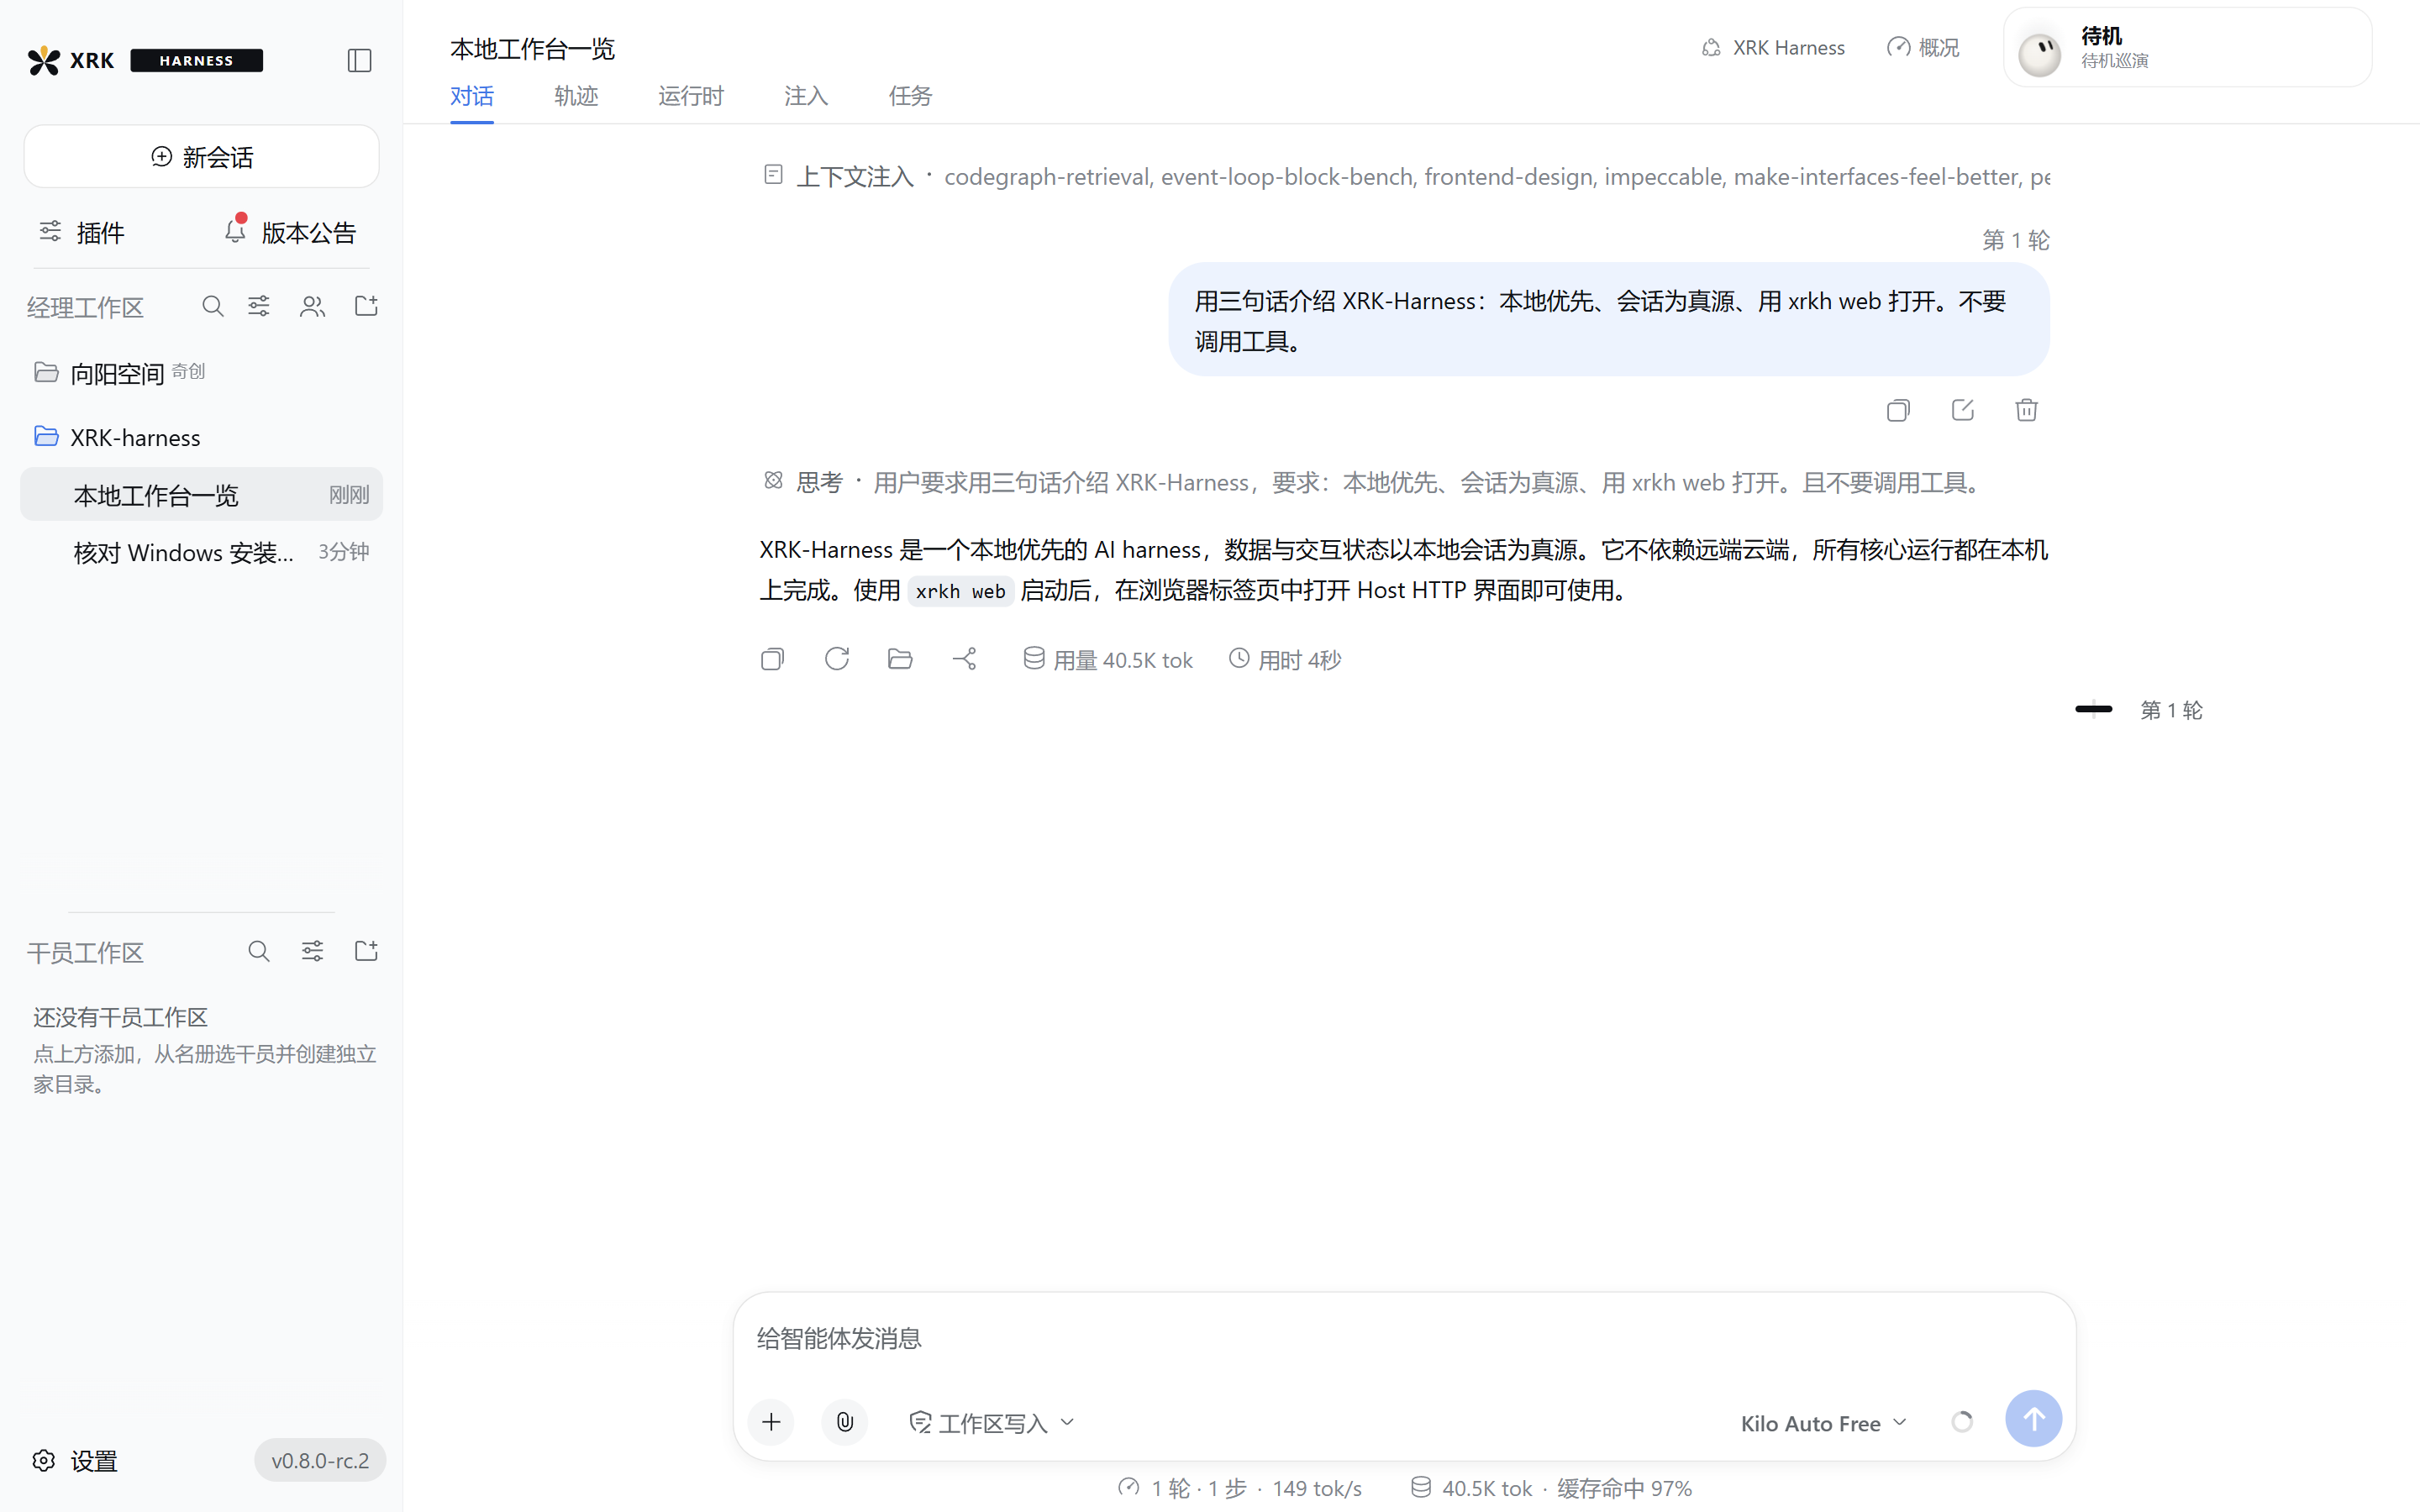 XRK HARNESS
新会话
插件
版本公告
经理工作区
向阳空间 奇创
XRK-harness
本地工作台一览 刚刚
核对 Windows 安装... 3分钟
干员工作区
还没有干员工作区
点上方添加，从名册选干员并创建独立
家目录。
设置
v0.8.0-rc.2
本地工作台一览
XRK Harness
概况
待机
待机巡演
对话 轨迹 运行时 注入 任务
上下文注入 · codegraph-retrieval, event-loop-block-bench, frontend-design, impeccable, make-interfaces-feel-better, pe
第 1 轮
用三句话介绍 XRK-Harness：本地优先、会话为真源、用 xrkh web 打开。不要
调用工具。
思考 · 用户要求用三句话介绍 XRK-Harness，要求：本地优先、会话为真源、用 xrkh web 打开。且不要调用工具。
XRK-Harness 是一个本地优先的 AI harness，数据与交互状态以本地会话为真源。它不依赖远端云端，所有核心运行都在本机
上完成。使用 xrkh web 启动后，在浏览器标签页中打开 Host HTTP 界面即可使用。
用量 40.5K tok
用时 4秒
第 1 轮
给智能体发消息
工作区写入
Kilo Auto Free
1 轮 · 1 步 · 149 tok/s
40.5K tok · 缓存命中 97%